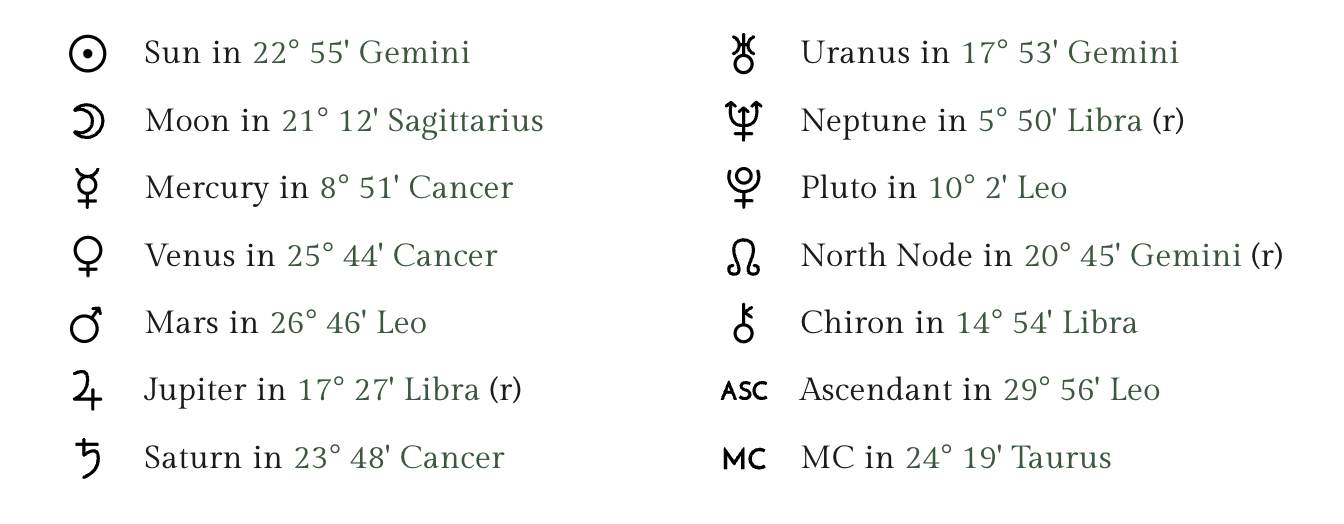 Sun in 22° 55' Gemini
Moon in 21° 12' Sagittarius
Mercury in 8° 51' Cancer
Venus in 25° 44' Cancer
Mars in 26° 46' Leo
Jupiter in 17° 27' Libra (r)
Saturn in 23° 48' Cancer
Uranus in 17° 53' Gemini
Neptune in 5° 50' Libra (r)
Pluto in 10° 2' Leo
North Node in 20° 45' Gemini (r)
Chiron in 14° 54' Libra
ASC Ascendant in 29° 56' Leo
MC MC in 24° 19' Taurus